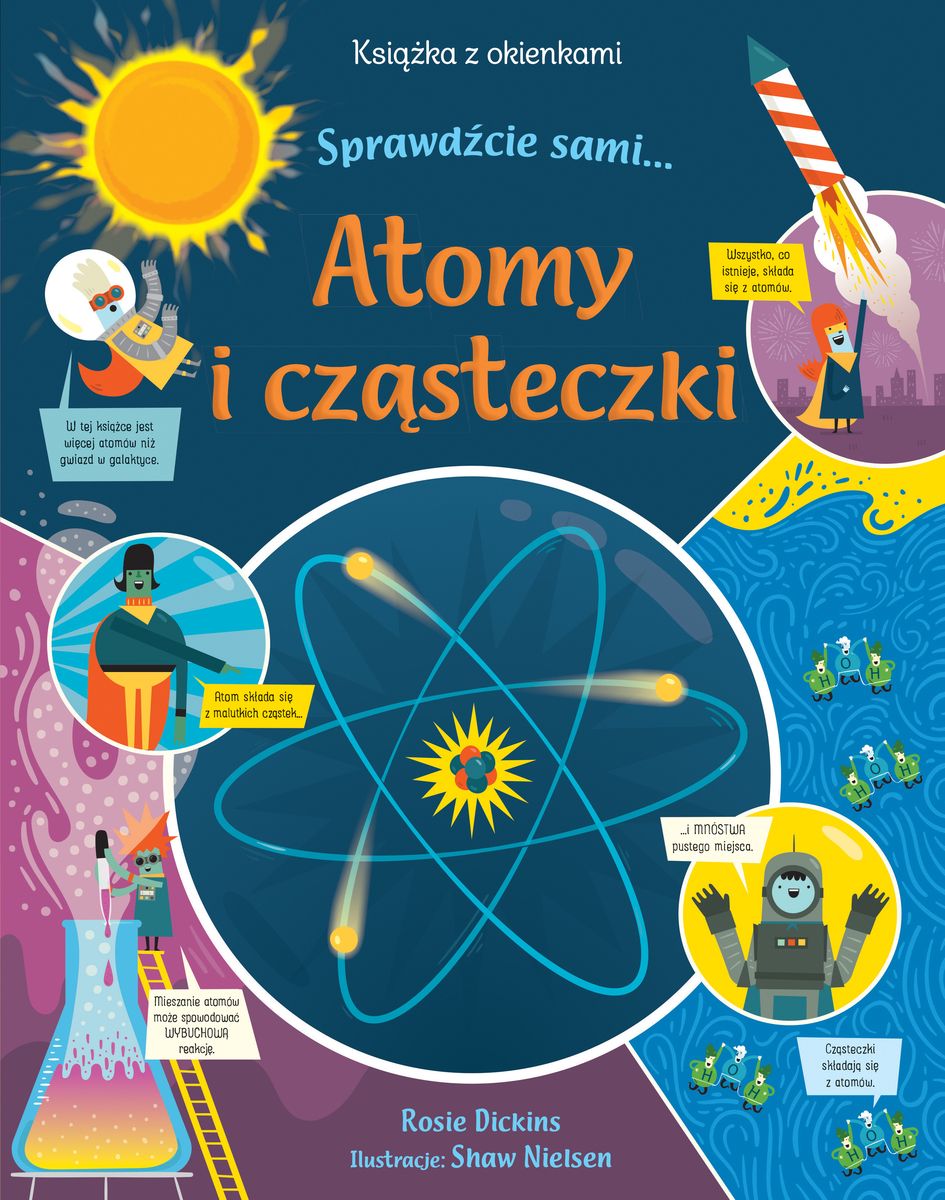 Książka z okienkami
Sprawdźcie sami...
Atomy
i cząsteczki
Wszystko, co
istnieje, składa
się z atomów.
W tej książce jest
więcej atomów niż
gwiazd w galaktyce.
Atom składa się
z malutkich cząstek...
H O H
H O H
...i MNÓSTWA
pustego miejsca.
Mieszanie atomów
może spowodować
WYBUCHOWĄ
reakcję.
Cząsteczki
składają się
z atomów.
H O H
H O H
Rosie Dickins
Ilustracje: Shaw Nielsen